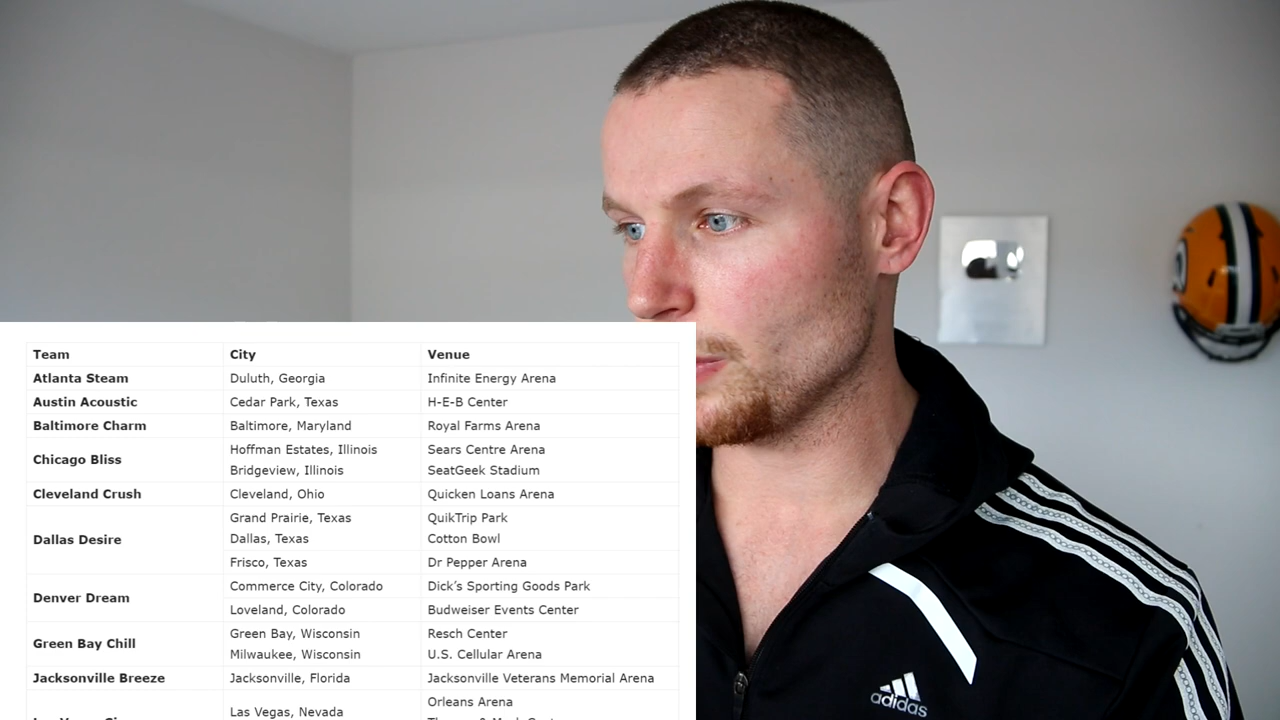 Team City Venue
Atlanta Steam Duluth, Georgia Infinite Energy Arena
Austin Acoustic Cedar Park, Texas H-E-B Center
Baltimore Charm Baltimore, Maryland Royal Farms Arena
Chicago Bliss Hoffman Estates, Illinois Sears Centre Arena
Bridgeview, Illinois SeatGeek Stadium
Cleveland Crush Cleveland, Ohio Quicken Loans Arena
Dallas Desire Grand Prairie, Texas QuikTrip Park
Dallas, Texas Cotton Bowl
Frisco, Texas Dr Pepper Arena
Denver Dream Commerce City, Colorado Dick’s Sporting Goods Park
Loveland, Colorado Budweiser Events Center
Green Bay Chill Green Bay, Wisconsin Resch Center
Milwaukee, Wisconsin U.S. Cellular Arena
Jacksonville Breeze Jacksonville, Florida Jacksonville Veterans Memorial Arena
Las Vegas, Nevada Orleans Arena
adidas